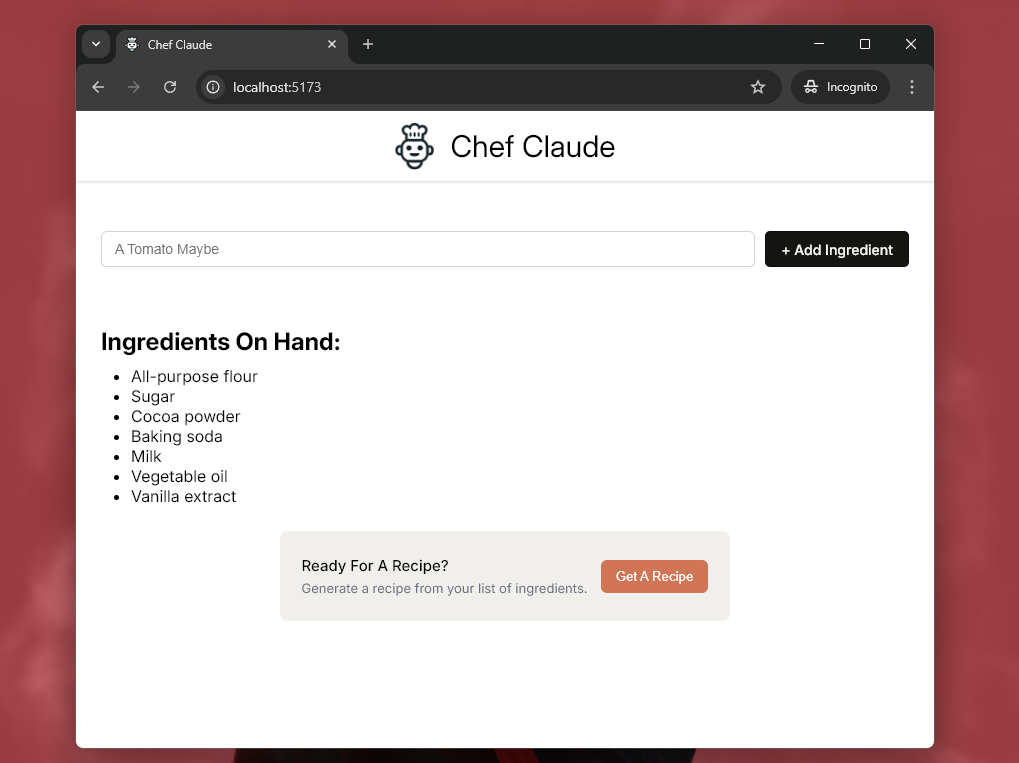 Chef Claude
localhost:5173
Incognito
Chef Claude
A Tomato Maybe
+ Add Ingredient
Ingredients On Hand:
All-purpose flour
Sugar
Cocoa powder
Baking soda
Milk
Vegetable oil
Vanilla extract
Ready For A Recipe?
Generate a recipe from your list of ingredients.
Get A Recipe